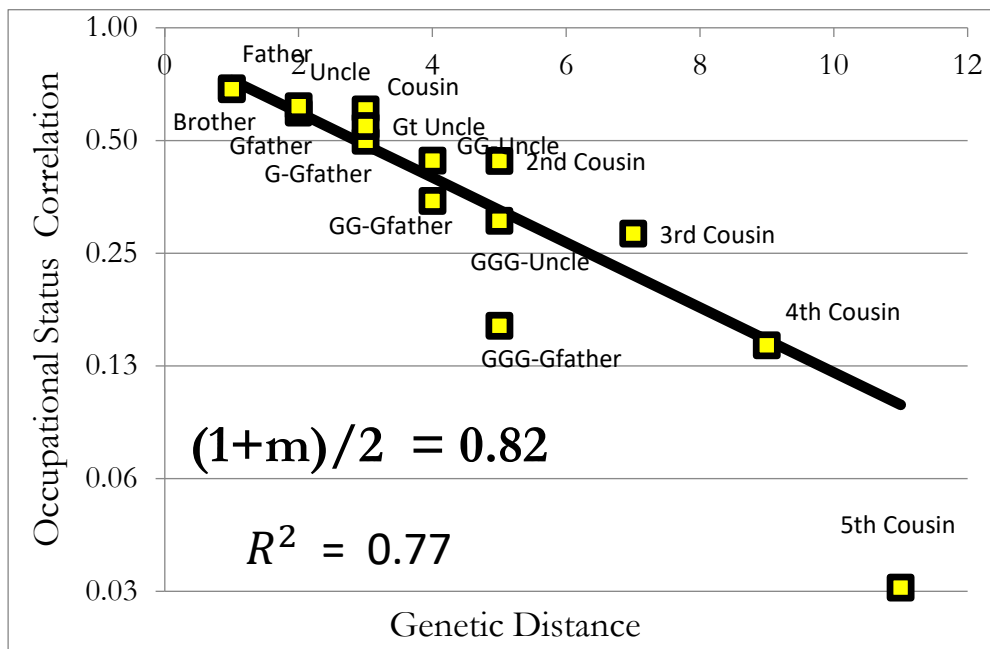 1.00
0 2 4 6 8 10 12
Father
Uncle
Cousin
Brother
Gfather
Gt Uncle
GG-Uncle
0.50
G-Gfather
2nd Cousin
GG-Gfather
3rd Cousin
0.25
GGG-Uncle
4th Cousin
GGG-Gfather
0.13
(1+m)/2 = 0.82
0.06
5th Cousin
R² = 0.77
0.03
Occupational Status Correlation
Genetic Distance